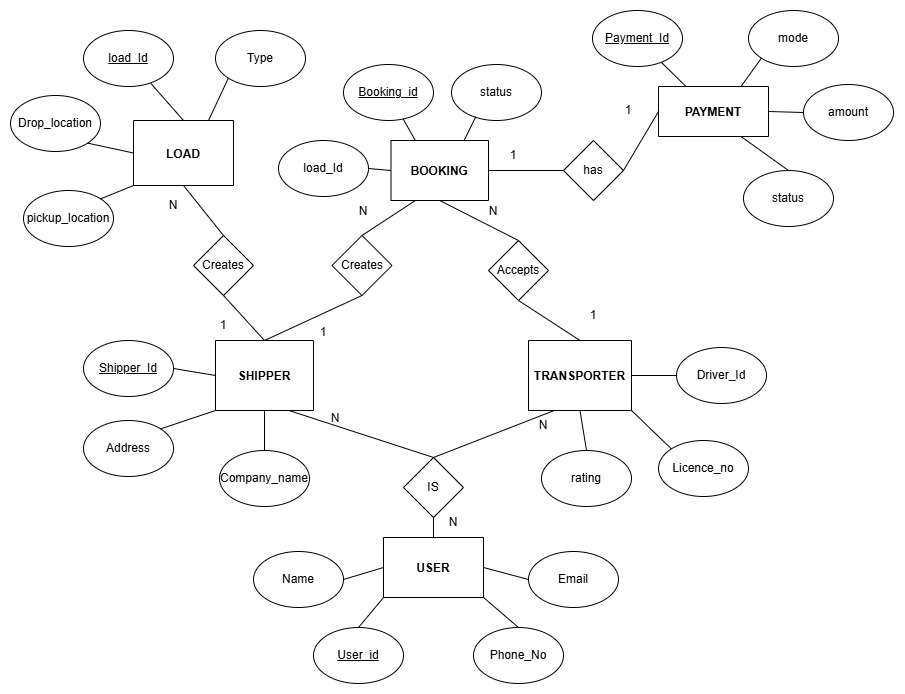 Payment_Id
mode
load_Id
Type
Booking_id
status
PAYMENT
amount
1
Drop_location
LOAD
1
has
load_Id
BOOKING
status
pickup_location
N
N
N
Creates
Creates
Accepts
1
1
1
Shipper_Id
SHIPPER
TRANSPORTER
Driver_Id
N
N
Address
Company_name
rating
Licence_no
IS
N
Name
USER
Email
User_id
Phone_No